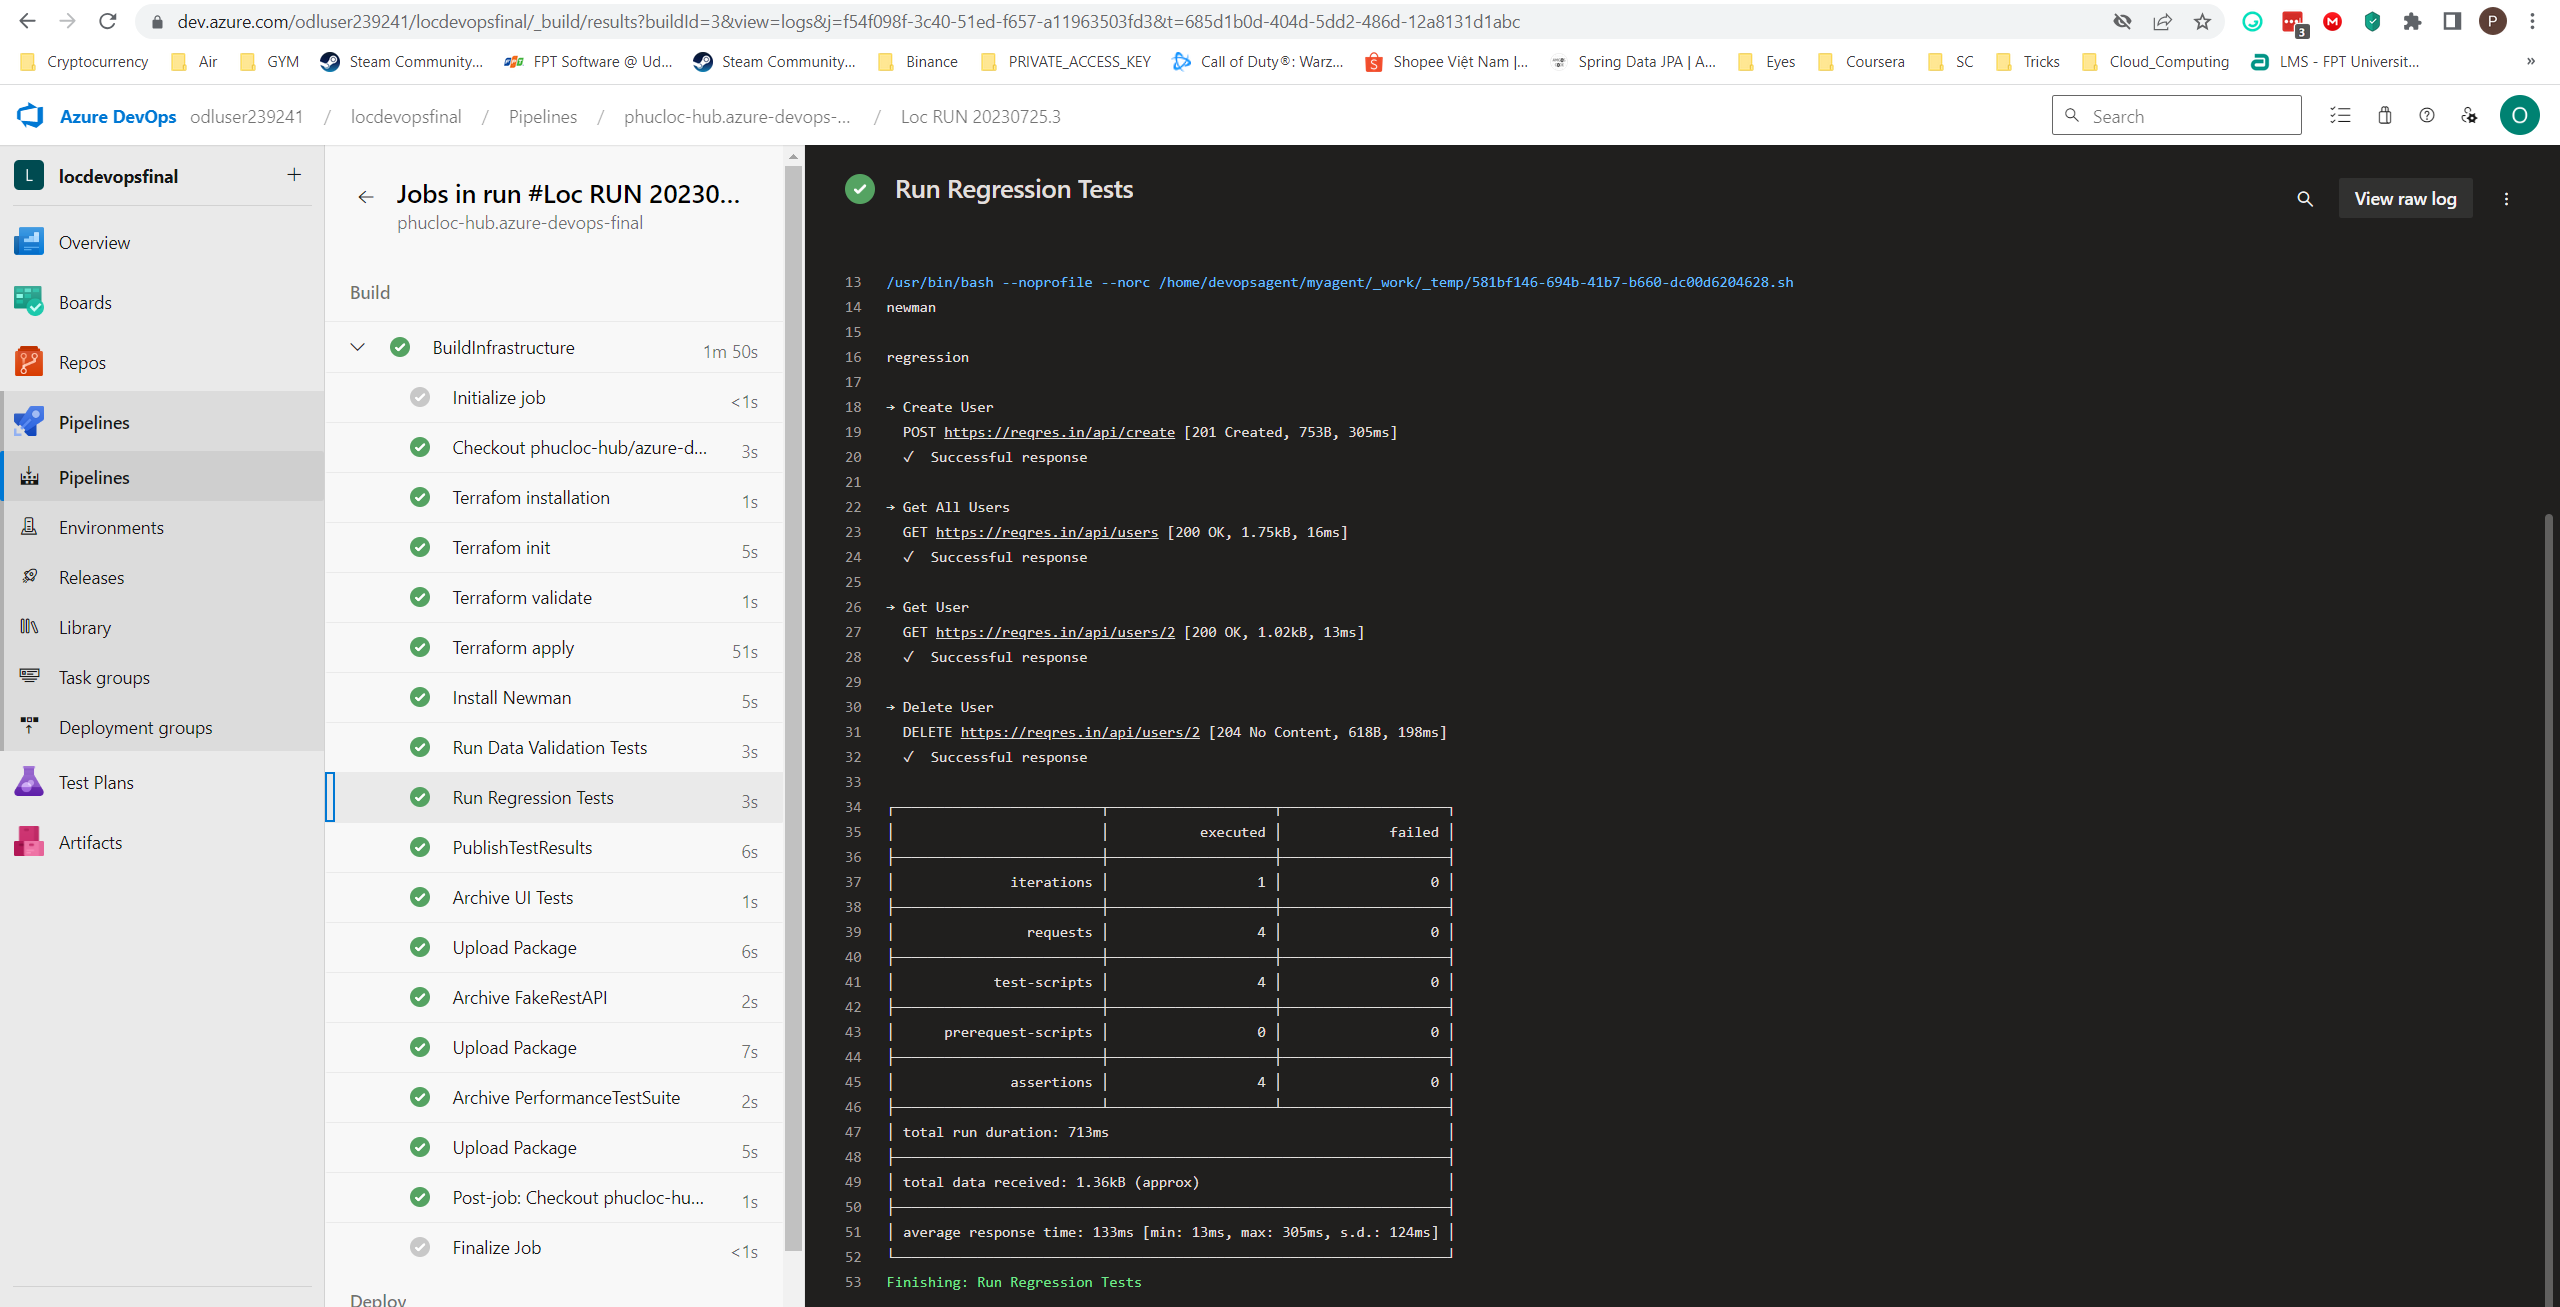 dev.azure.com/odluser239241/locdevopsfinal/_build/results?buildId=3&view=logs&j=f54f098f-3c40-51ed-f657-a11963503fd3&t=685d1b0d-404d-5dd2-486d-12a8131d1abc
3
P
Cryptocurrency Air GYM Steam Community... FPT Software @ Ud... Steam Community... Binance PRIVATE_ACCESS_KEY Call of Duty®: Warz... Shopee Việt Nam |... Spring Data JPA | A... Eyes Coursera SC Tricks Cloud_Computing LMS - FPT Universit... »
Azure DevOps odluser239241 / locdevopsfinal / Pipelines / phucloc-hub.azure-devops-... / Loc RUN 20230725.3
Search
O
L locdevopsfinal +
Overview
Boards
Repos
Pipelines
Pipelines
Environments
Releases
Library
Task groups
Deployment groups
Test Plans
Artifacts
Jobs in run #Loc RUN 20230...
phucloc-hub.azure-devops-final
Build
BuildInfrastructure 1m 50s
Initialize job <1s
Checkout phucloc-hub/azure-d... 3s
Terrafom installation 1s
Terrafom init 5s
Terraform validate 1s
Terraform apply 51s
Install Newman 5s
Run Data Validation Tests 3s
Run Regression Tests 3s
PublishTestResults 6s
Archive UI Tests 1s
Upload Package 6s
Archive FakeRestAPI 2s
Upload Package 7s
Archive PerformanceTestSuite 2s
Upload Package 5s
Post-job: Checkout phucloc-hu... 1s
Finalize Job <1s
Deploy
Run Regression Tests
View raw log
13 /usr/bin/bash --noprofile --norc /home/devopsagent/myagent/_work/_temp/581bf146-694b-41b7-b660-dc00d6204628.sh
14 newman
15
16 regression
17
18 → Create User
19 POST https://reqres.in/api/create [201 Created, 753B, 305ms]
20 ✓ Successful response
21
22 → Get All Users
23 GET https://reqres.in/api/users [200 OK, 1.75kB, 16ms]
24 ✓ Successful response
25
26 → Get User
27 GET https://reqres.in/api/users/2 [200 OK, 1.02kB, 13ms]
28 ✓ Successful response
29
30 → Delete User
31 DELETE https://reqres.in/api/users/2 [204 No Content, 618B, 198ms]
32 ✓ Successful response
33
34
35 executed failed
36
37 iterations 1 0
38
39 requests 4 0
40
41 test-scripts 4 0
42
43 prerequest-scripts 0 0
44
45 assertions 4 0
46
47 total run duration: 713ms
48
49 total data received: 1.36kB (approx)
50
51 average response time: 133ms [min: 13ms, max: 305ms, s.d.: 124ms]
52
53 Finishing: Run Regression Tests